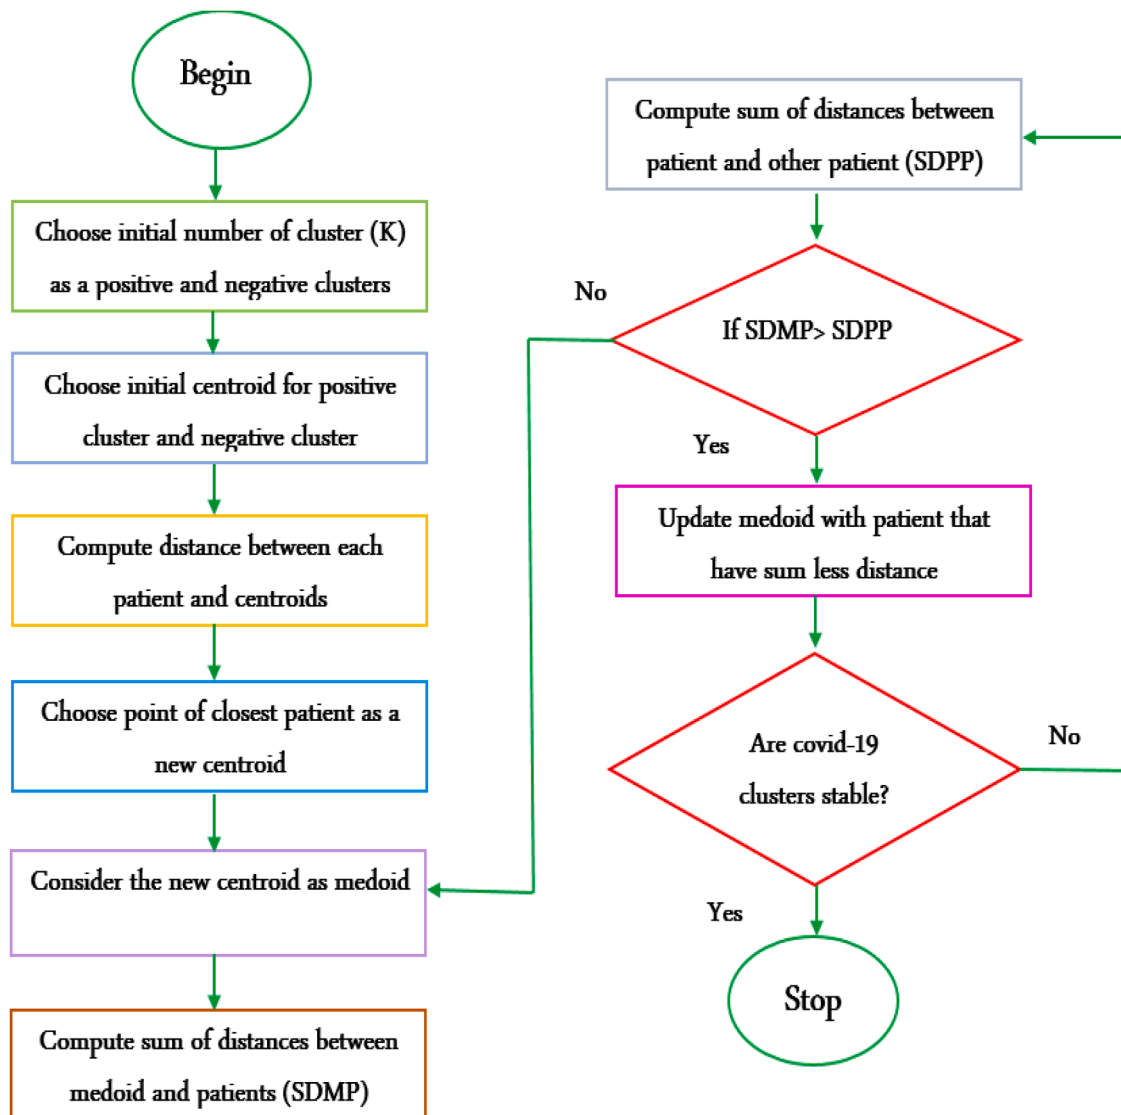 Begin
Choose initial number of cluster (K)
as a positive and negative clusters
Choose initial centroid for positive
cluster and negative cluster
Compute distance between each
patient and centroids
Choose point of closest patient as a
new centroid
Consider the new centroid as medoid
Compute sum of distances between
medoid and patients (SDMP)
Compute sum of distances between
patient and other patient (SDPP)
No
If SDMP> SDPP
Yes
Update medoid with patient that
have sum less distance
Are covid-19
clusters stable?
No
Yes
Stop